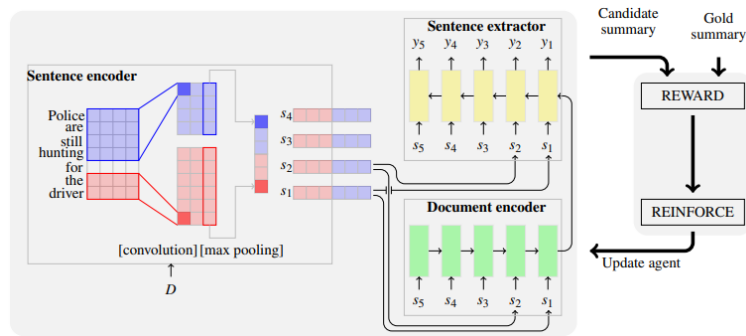 Sentence encoder
Police
are
still
hunting
for
the
driver
[convolution] [max pooling]
D
s4
s3
s2
s1
Sentence extractor
y5 y4 y3 y2 y1
s5 s4 s3 s2 s1
Document encoder
s5 s4 s3 s2 s1
Candidate
summary
Gold
summary
REWARD
REINFORCE
Update agent